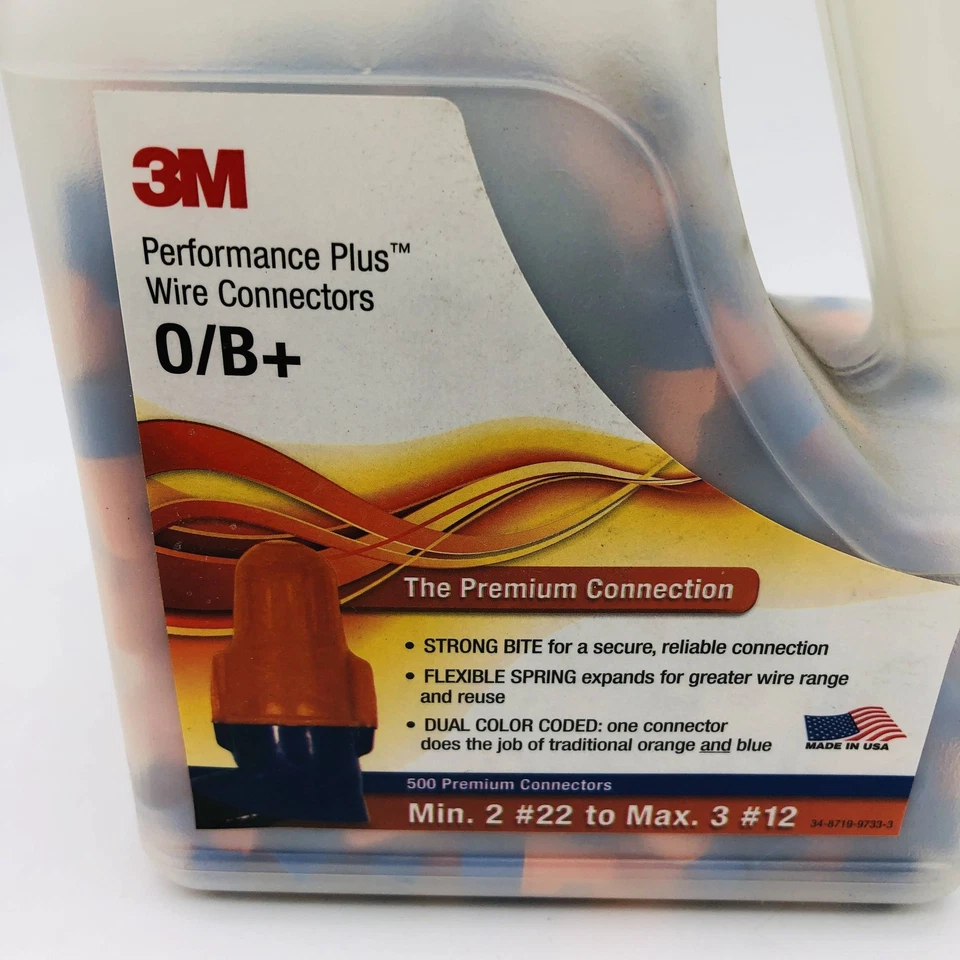 3M
Performance Plus™
Wire Connectors
O/B+
The Premium Connection
• STRONG BITE for a secure, reliable connection
• FLEXIBLE SPRING expands for greater wire range
and reuse
• DUAL COLOR CODED: one connector
does the job of traditional orange and blue
MADE IN USA
500 Premium Connectors
Min. 2 #22 to Max. 3 #12
34-8719-9733-3